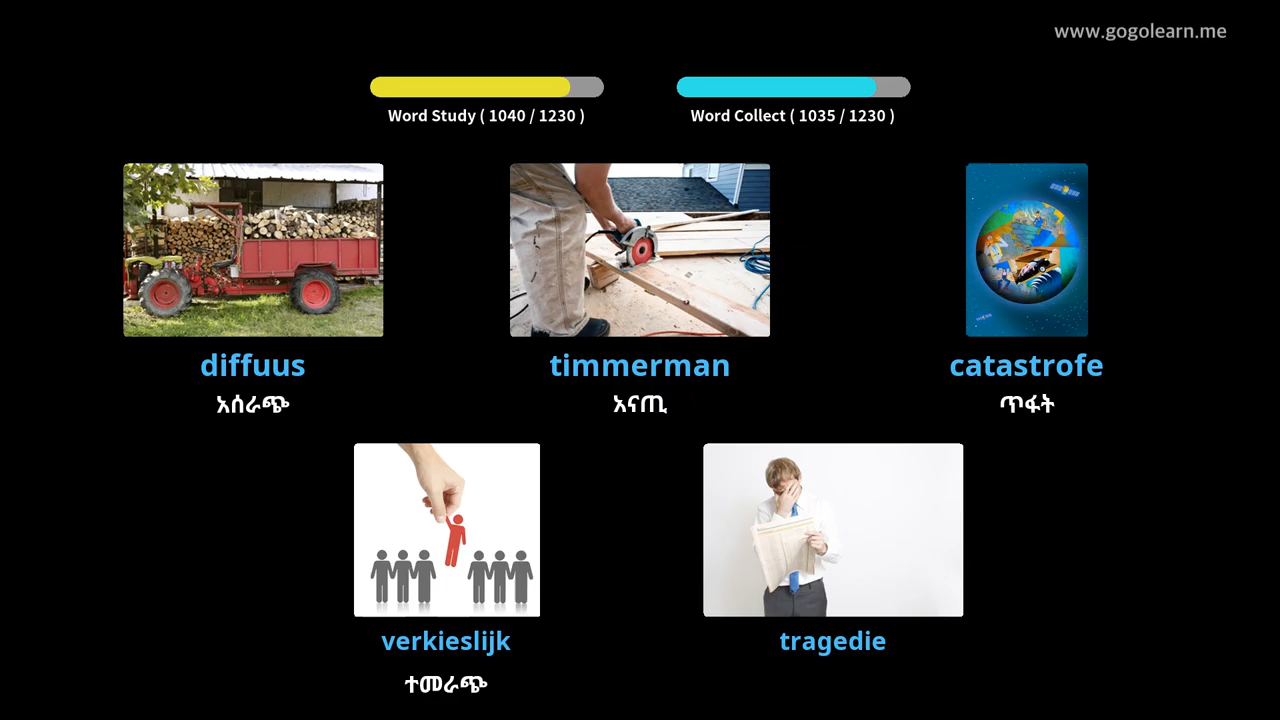 www.gogolearn.me
Word Study ( 1040 / 1230 )
Word Collect ( 1035 / 1230 )
diffuus
timmerman
catastrofe
አሰራጭ
አናጢ
ጥፋት
verkieslijk
tragedie
ተመራጭ